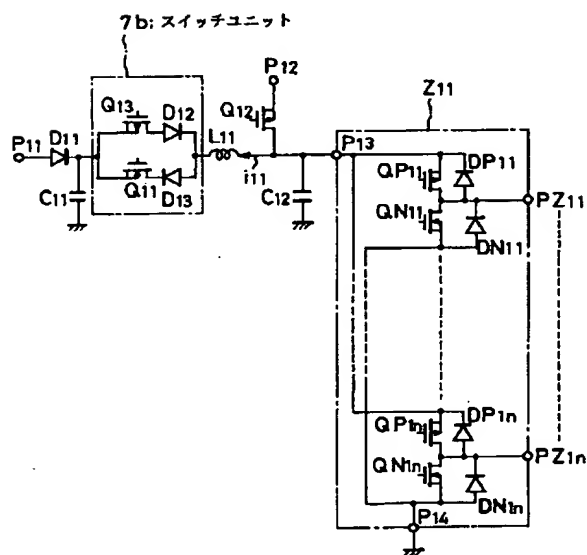 7b: スイッチユニット
P12
Z11
Q13
D12
Q12
P11
D11
L11
P13
DP11
QP11
C11
Q11
D13
i11
C12
QN11
PZ11
DN11
DP1n
QP1n
QN1n
PZ1n
DN1n
P14